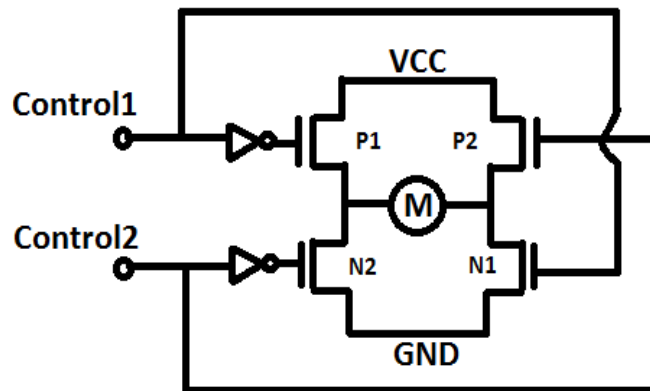 VCC
Control1
P1
P2
M
Control2
N2
N1
GND